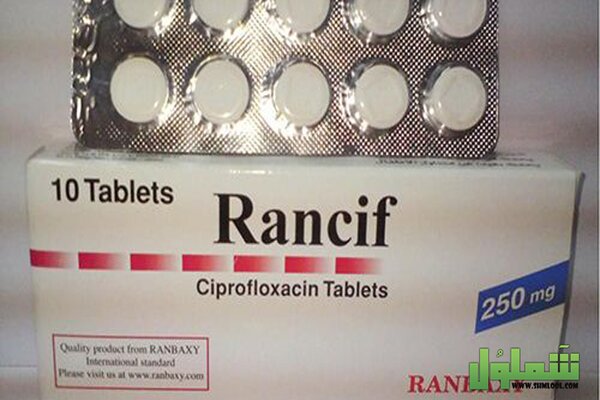 10 Tablets
Rancif
Ciprofloxacin Tablets
250 mg
Quality product from RANBAXY
International standard
Please visit us at www.ranbaxy.com
RANBAXY
شملول
WWW.SHMLOOL.COM